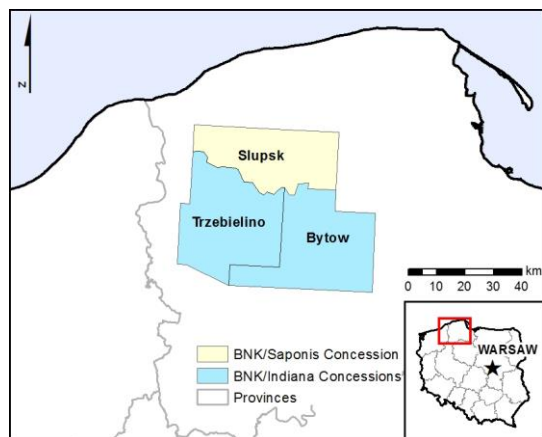 N
Slupsk
Trzebielino
Bytow
km
0 10 20 30 40
BNK/Saponis Concession
BNK/Indiana Concessions
Provinces
WARSAW